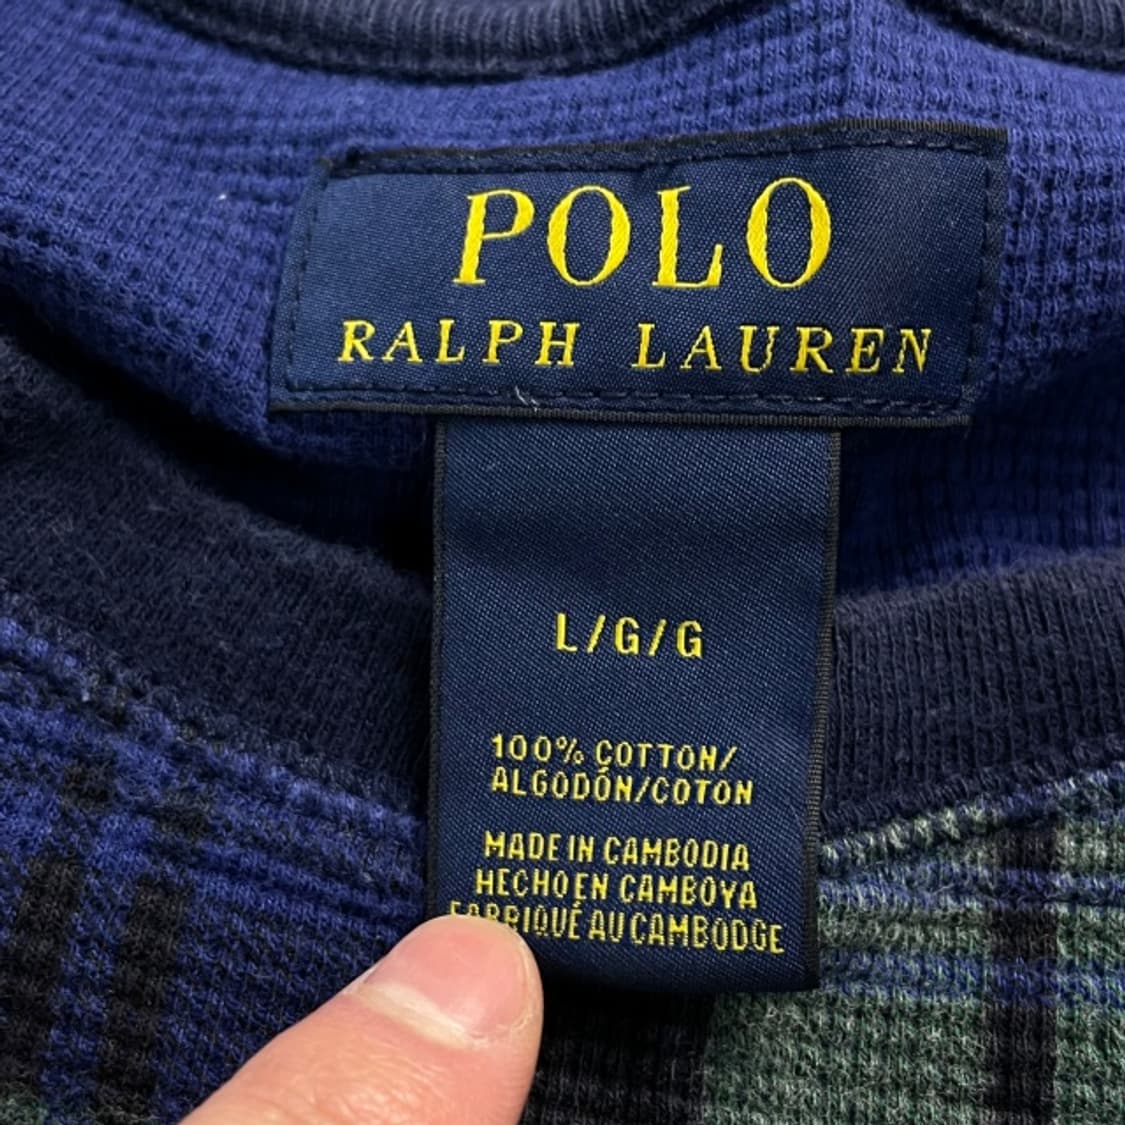 POLO
RALPH LAUREN
L/G/G
100% COTTON/
ALGODÓN/COTON
MADE IN CAMBODIA
HECHO EN CAMBOYA
FABRIQUÉ AU CAMBODGE